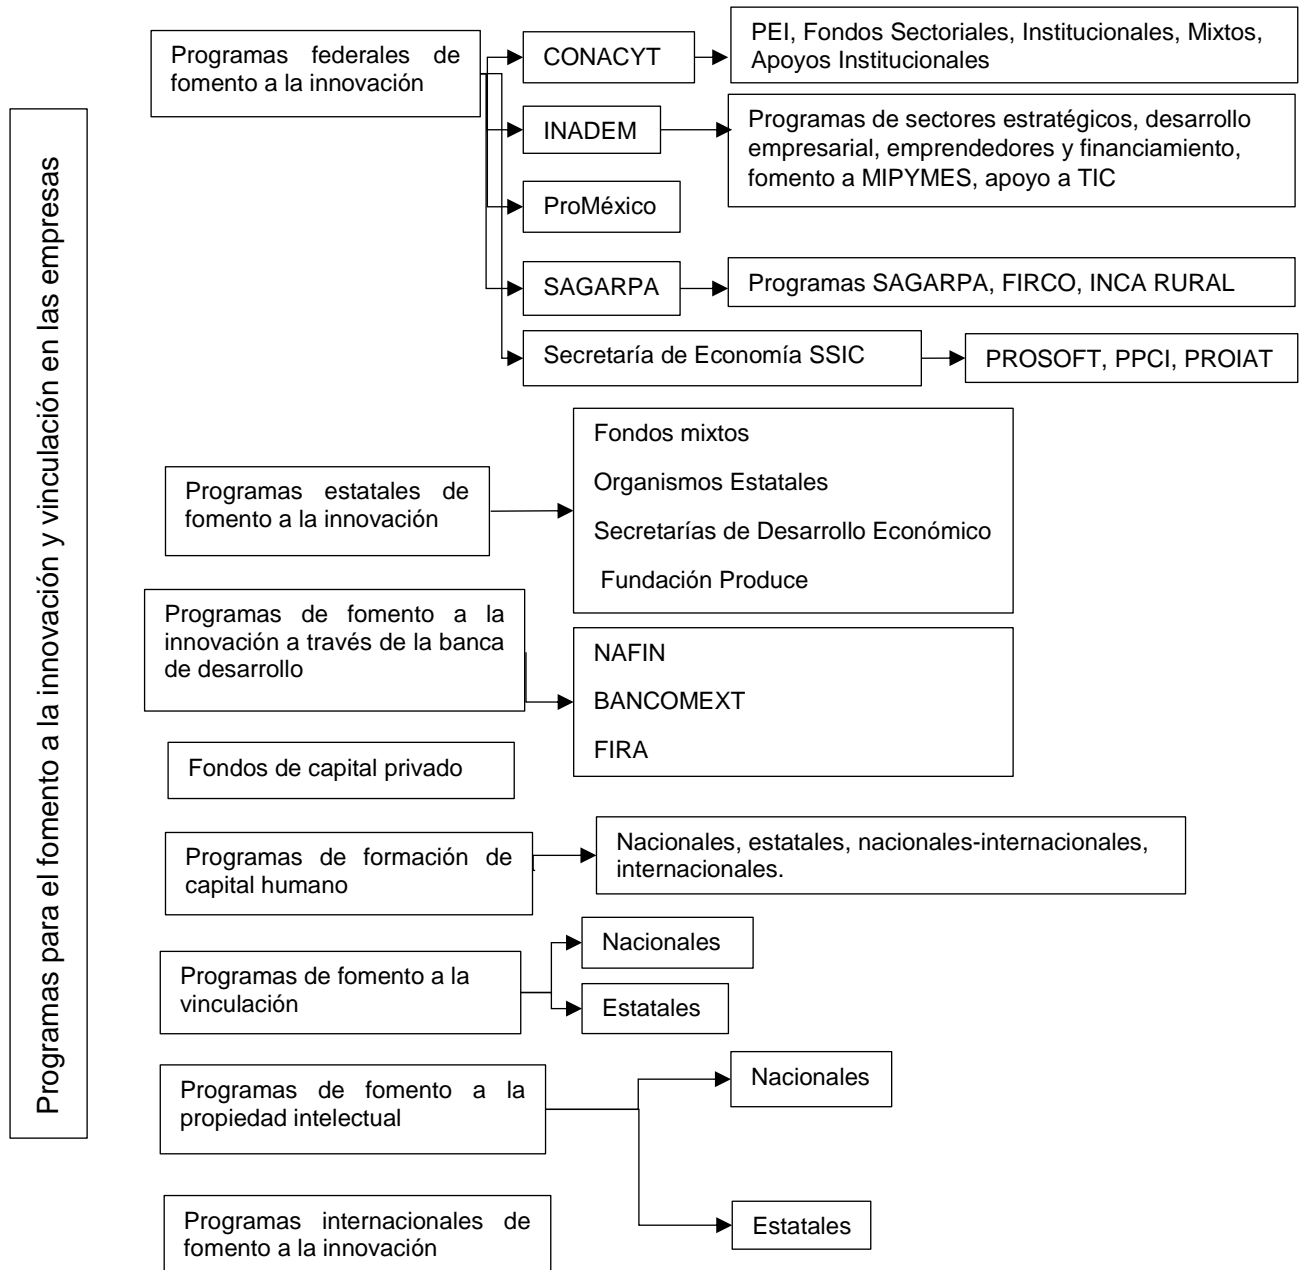 Programas para el fomento a la innovación y vinculación en las empresas
Programas federales de
fomento a la innovación
CONACYT
PEI, Fondos Sectoriales, Institucionales, Mixtos,
Apoyos Institucionales
INADEM
Programas de sectores estratégicos, desarrollo
empresarial, emprendedores y financiamiento,
fomento a MIPYMES, apoyo a TIC
ProMéxico
SAGARPA
Programas SAGARPA, FIRCO, INCA RURAL
Secretaría de Economía SSIC
PROSOFT, PPCI, PROIAT
Programas estatales de
fomento a la innovación
Fondos mixtos
Organismos Estatales
Secretarías de Desarrollo Económico
Fundación Produce
Programas de fomento a la
innovación a través de la banca
de desarrollo
NAFIN
BANCOMEXT
FIRA
Fondos de capital privado
Programas de formación de
capital humano
Nacionales, estatales, nacionales-internacionales,
internacionales.
Programas de fomento a la
vinculación
Nacionales
Estatales
Programas de fomento a la
propiedad intelectual
Nacionales
Estatales
Programas internacionales de
fomento a la innovación